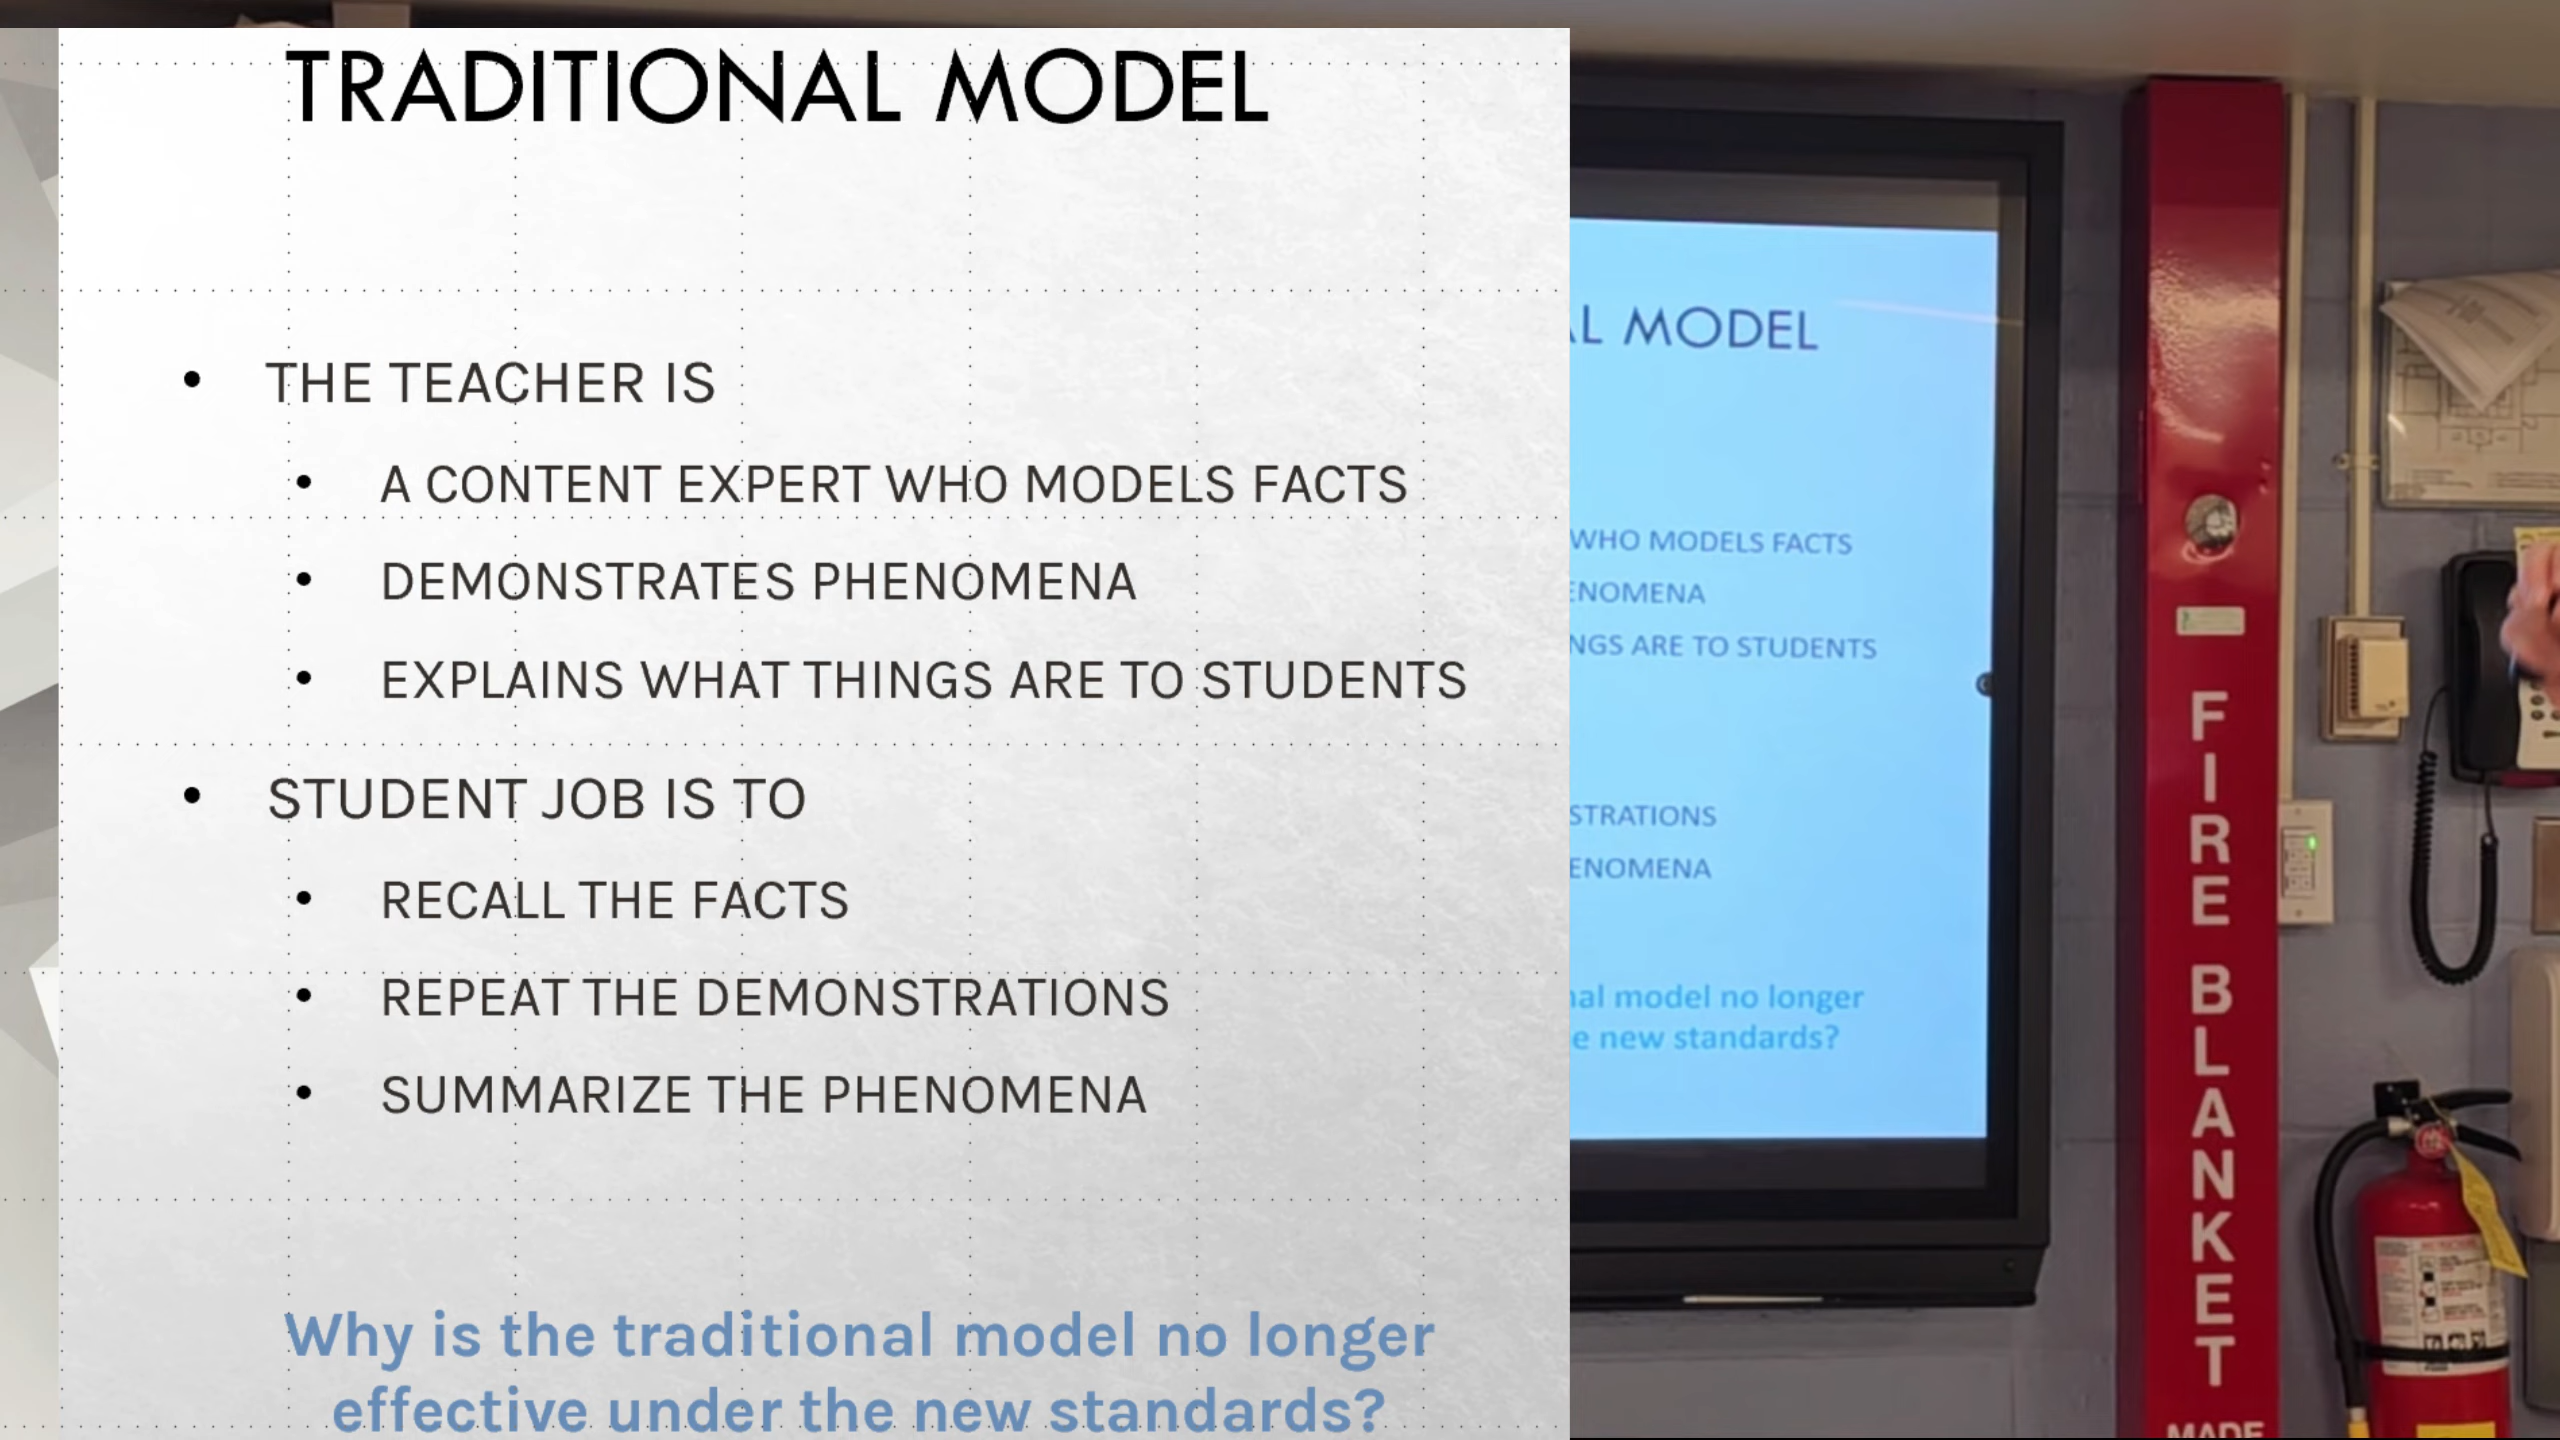 TRADITIONAL MODEL
• THE TEACHER IS
• A CONTENT EXPERT WHO MODELS FACTS
• DEMONSTRATES PHENOMENA
• EXPLAINS WHAT THINGS ARE TO STUDENTS
• STUDENT JOB IS TO
• RECALL THE FACTS
• REPEAT THE DEMONSTRATIONS
• SUMMARIZE THE PHENOMENA
Why is the traditional model no longer
effective under the new standards?
AL MODEL
WHO MODELS FACTS
ENOMENA
NGS ARE TO STUDENTS
STRATIONS
ENOMENA
nal model no longer
e new standards?
FIRE BLANKET
MADE